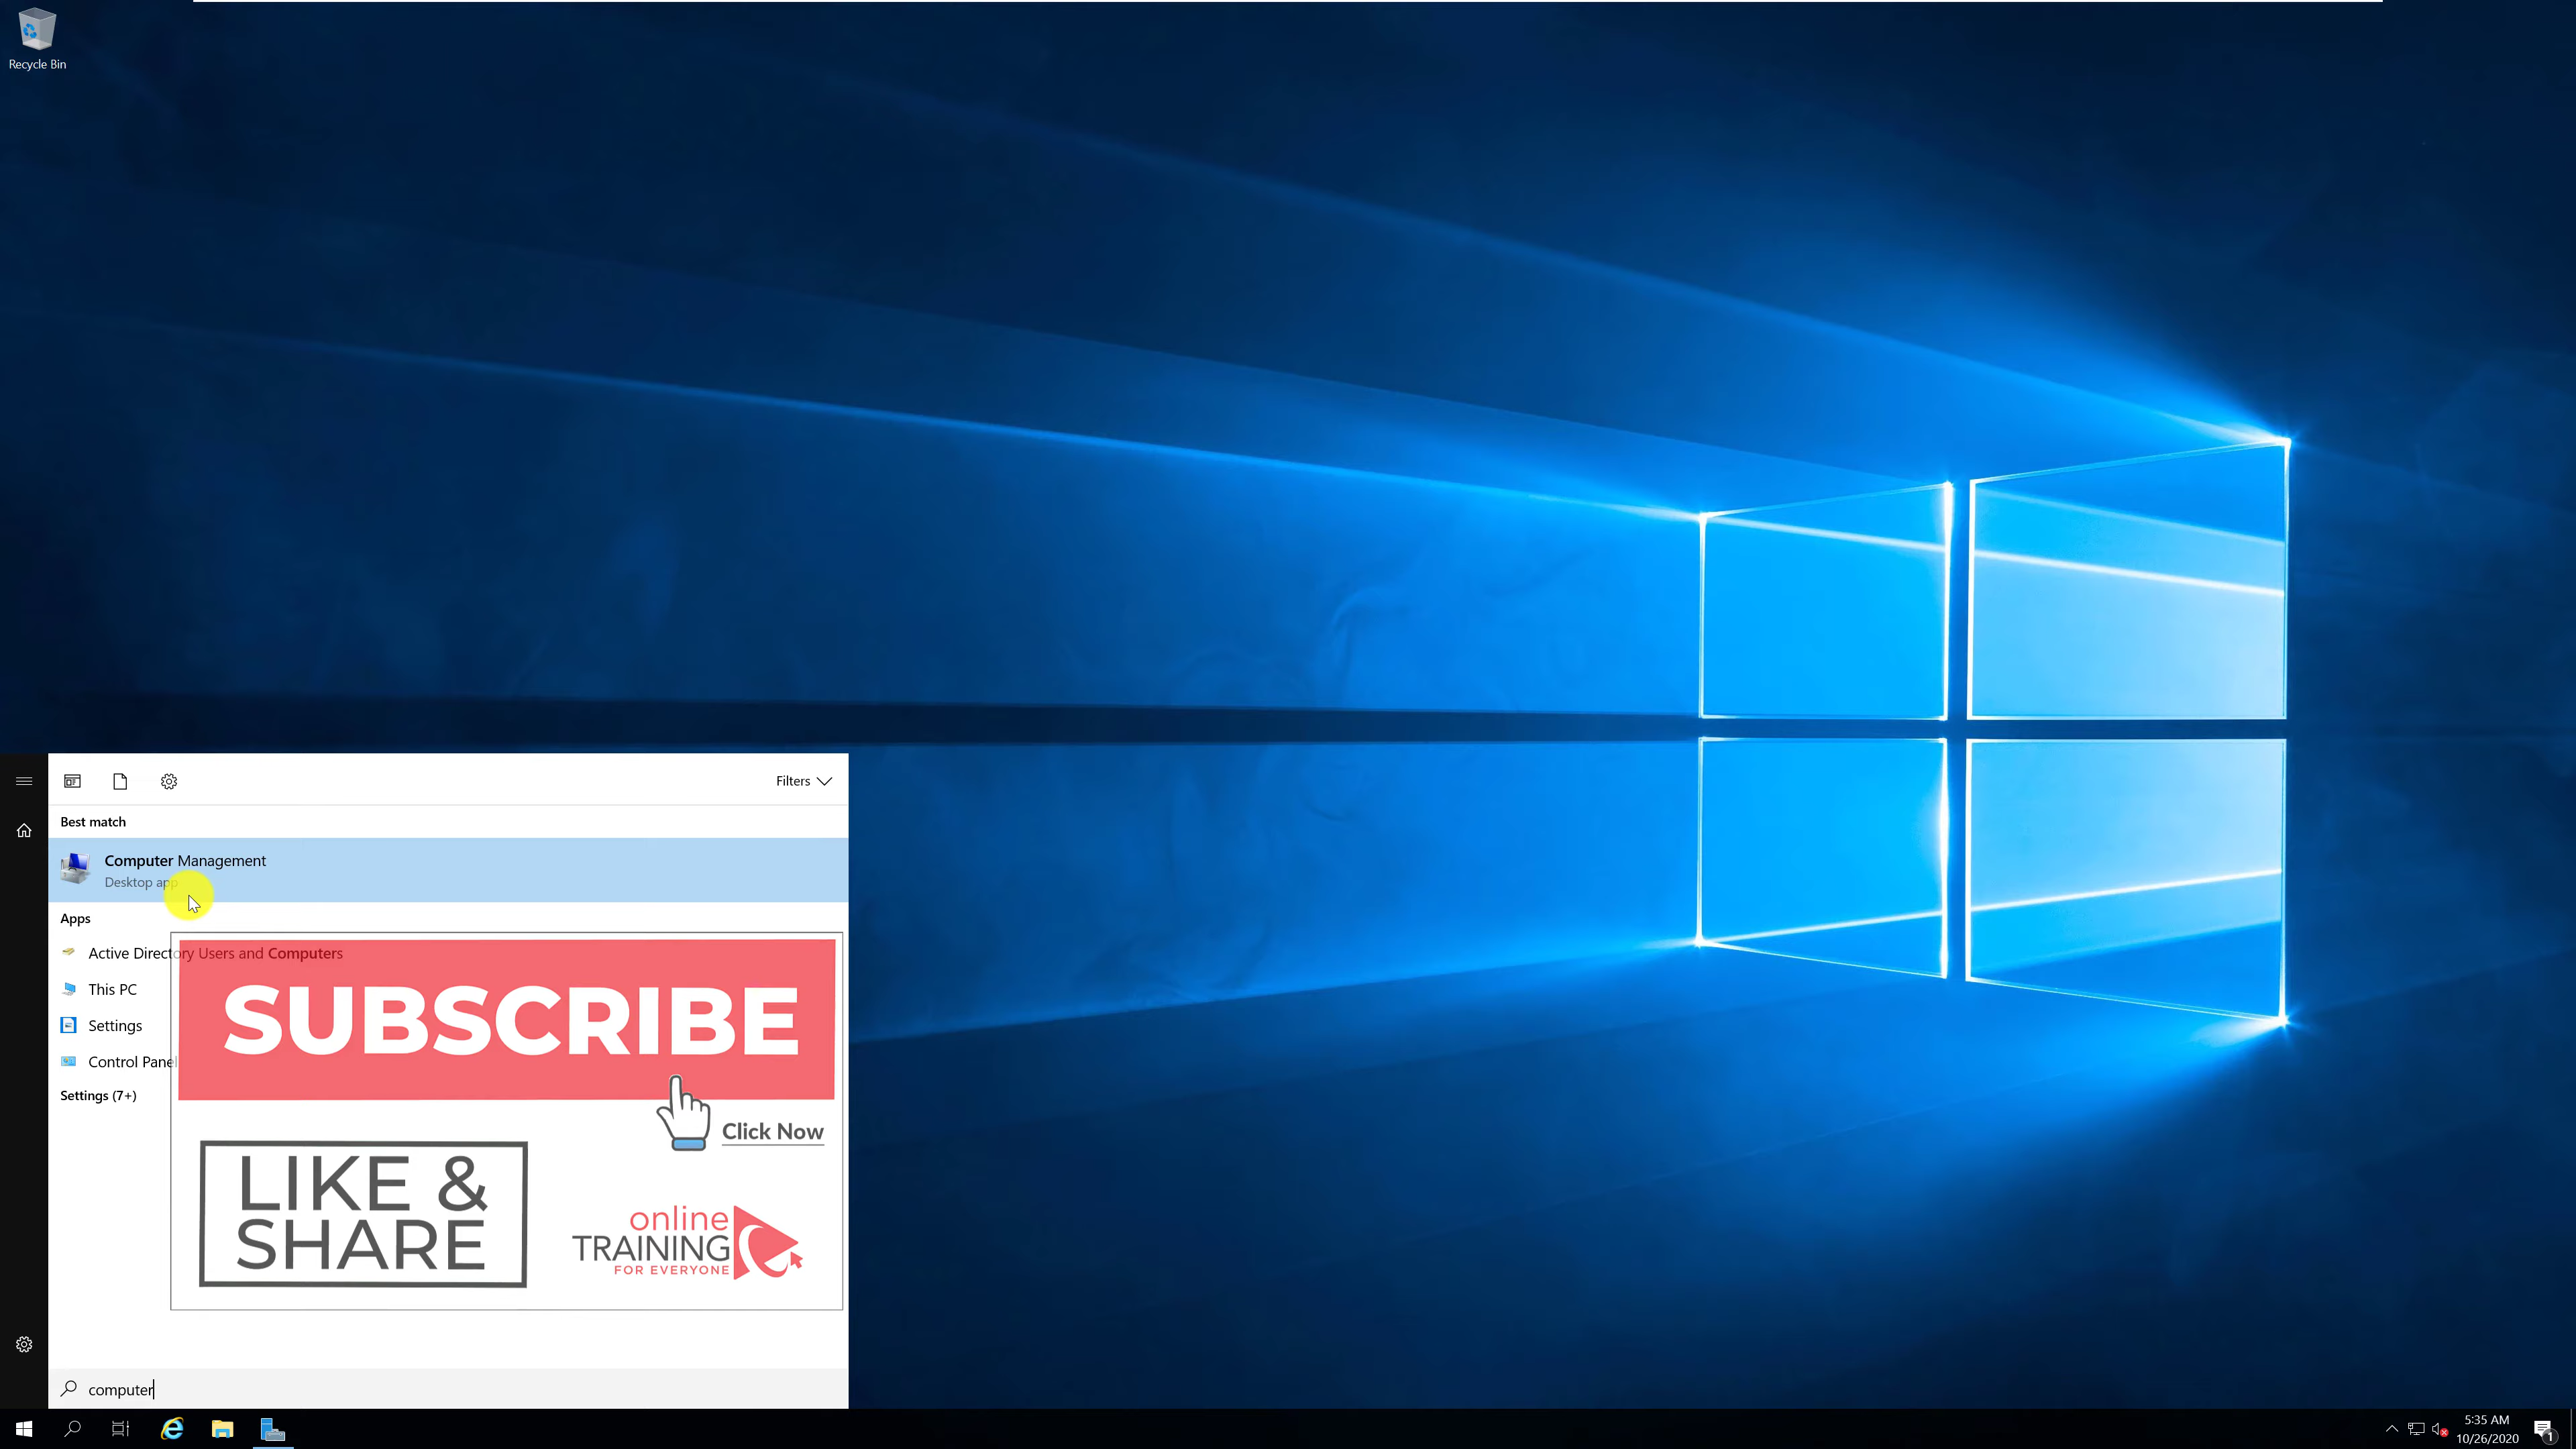 Recycle Bin
Filters
Best match
Computer Management
Desktop app
Apps
Active Directory Users and Computers
This PC
Settings
Control Panel
Settings (7+)
SUBSCRIBE
Click Now
LIKE &
SHARE
online
TRAINING
FOR EVERYONE
computer
5:35 AM
10/26/2020
1